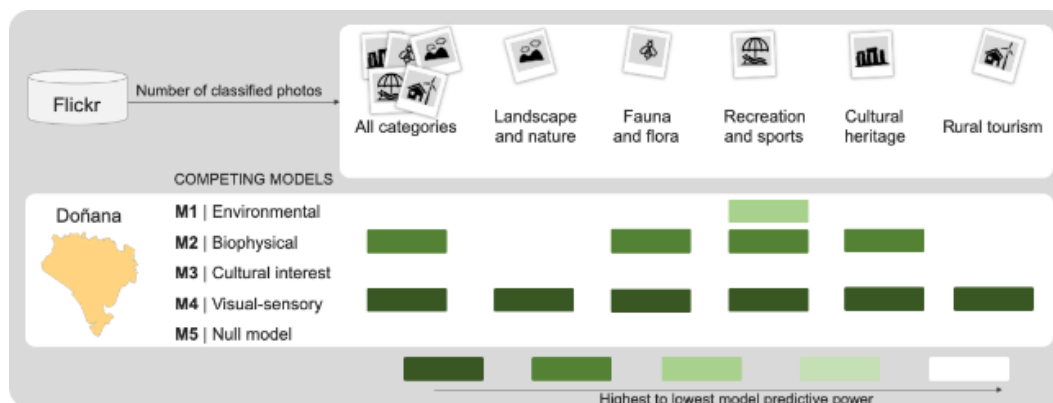 Flickr
Number of classified photos
All categories
Landscape
and nature
Fauna
and flora
Recreation
and sports
Cultural
heritage
Rural tourism
COMPETING MODELS
Doñana
M1 | Environmental
M2 | Biophysical
M3 | Cultural interest
M4 | Visual-sensory
M5 | Null model
Highest to lowest model predictive power